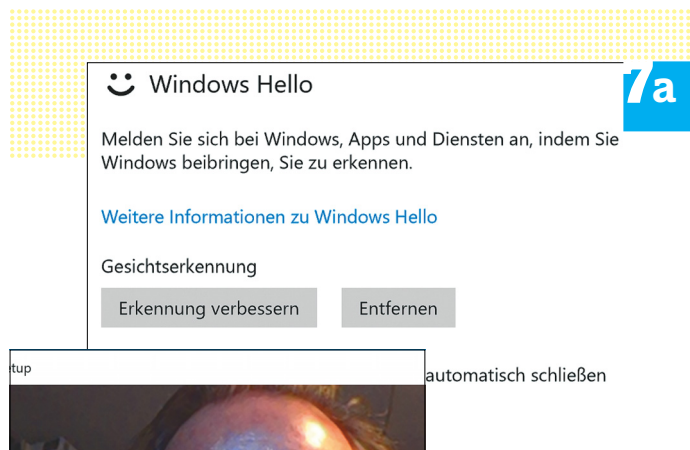 7a
Windows Hello
Melden Sie sich bei Windows, Apps und Diensten an, indem Sie
Windows beibringen, Sie zu erkennen.
Weitere Informationen zu Windows Hello
Gesichtserkennung
Erkennung verbessern
Entfernen
automatisch schließen